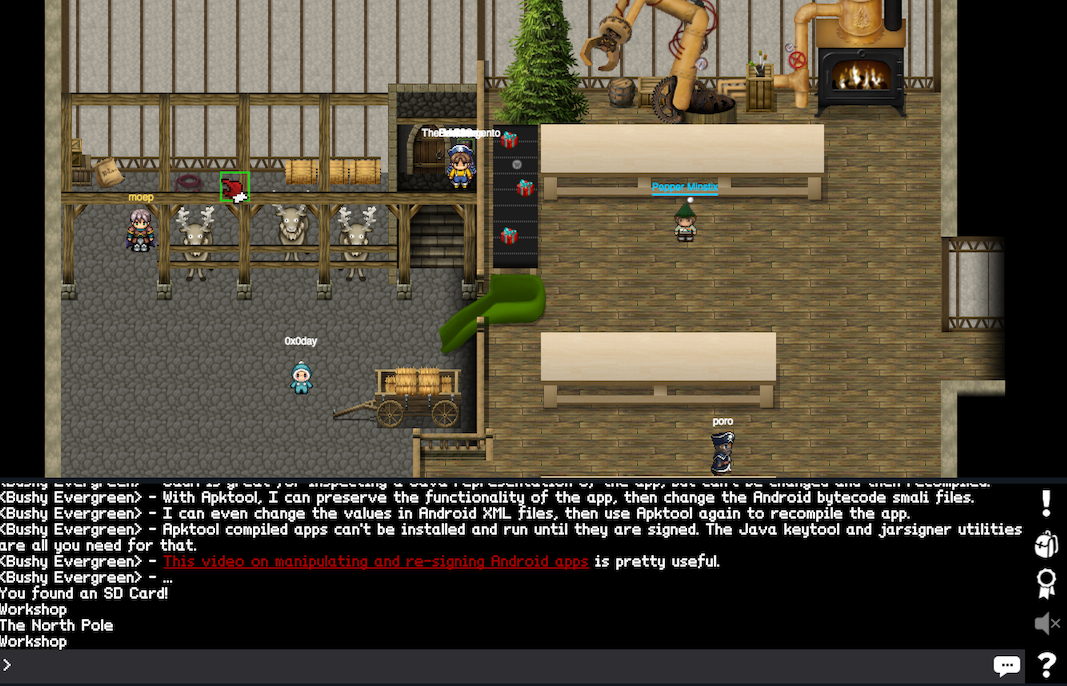 moep
Pepper Minstix
0x0day
poro
<Bushy Evergreen> - With Apktool, I can preserve the functionality of the app, then change the Android bytecode smali files.
<Bushy Evergreen> - I can even change the values in Android XML files, then use Apktool again to recompile the app.
<Bushy Evergreen> - Apktool compiled apps can't be installed and run until they are signed. The Java keytool and jarsigner utilities
are all you need for that.
<Bushy Evergreen> - This video on manipulating and re-signing Android apps is pretty useful.
<Bushy Evergreen> - …
You found an SD Card!
Workshop
The North Pole
Workshop
>